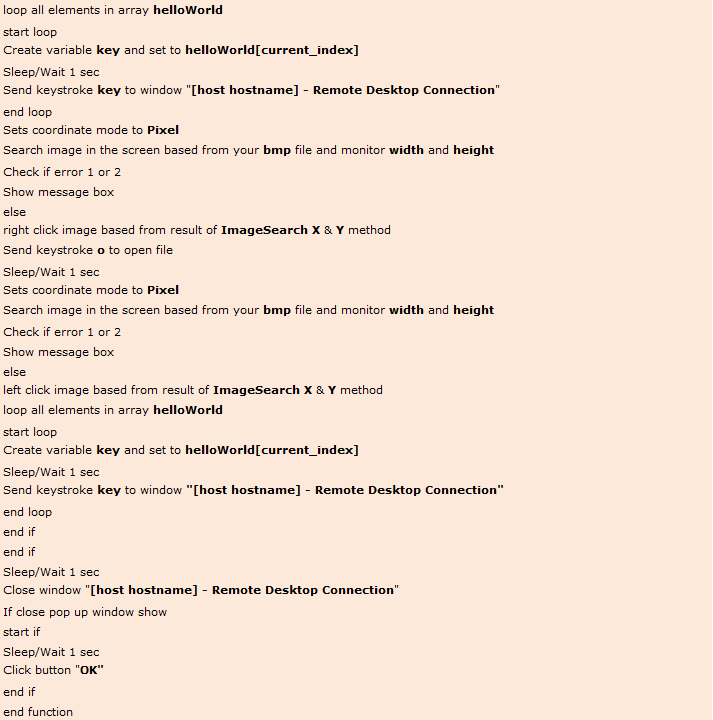 loop all elements in array helloWorld
start loop
Create variable key and set to helloWorld[current_index]
Sleep/Wait 1 sec
Send keystroke key to window "[host hostname] - Remote Desktop Connection"
end loop
Sets coordinate mode to Pixel
Search image in the screen based from your bmp file and monitor width and height
Check if error 1 or 2
Show message box
else
right click image based from result of ImageSearch X & Y method
Send keystroke o to open file
Sleep/Wait 1 sec
Sets coordinate mode to Pixel
Search image in the screen based from your bmp file and monitor width and height
Check if error 1 or 2
Show message box
else
left click image based from result of ImageSearch X & Y method
loop all elements in array helloWorld
start loop
Create variable key and set to helloWorld[current_index]
Sleep/Wait 1 sec
Send keystroke key to window "[host hostname] - Remote Desktop Connection"
end loop
end if
end if
Sleep/Wait 1 sec
Close window "[host hostname] - Remote Desktop Connection"
If close pop up window show
start if
Sleep/Wait 1 sec
Click button "OK"
end if
end function